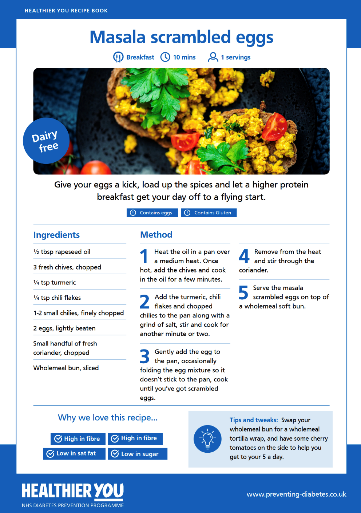 HEALTHIER YOU RECIPE BOOK
Masala scrambled eggs
Breakfast 10 mins 1 servings
Dairy
free
Give your eggs a kick, load up the spices and let a higher protein
breakfast get your day off to a flying start.
Contains eggs Contains Gluten
Ingredients
½ tbsp rapeseed oil
3 fresh chives, chopped
¼ tsp turmeric
¼ tsp chili flakes
1-2 small chilies, finely chopped
2 eggs, lightly beaten
Small handful of fresh
coriander, chopped
Wholemeal bun, sliced
Method
1 Heat the oil in a pan over
a medium heat. Once
hot, add the chives and cook
in the oil for a few minutes.
2 Add the turmeric, chili
flakes and chopped
chilies to the pan along with a
grind of salt, stir and cook for
another minute or two.
3 Gently add the egg to
the pan, occasionally
folding the egg mixture so it
doesn't stick to the pan, cook
until you've got scrambled
eggs.
4 Remove from the heat
and stir through the
coriander.
5 Serve the masala
scrambled eggs on top of
a wholemeal soft bun.
Why we love this recipe...
High in fibre High in fibre
Low in sat fat Low in sugar
Tips and tweeks: Swap your
wholemeal bun for a wholemeal
tortilla wrap, and have some cherry
tomatoes on the side to help you
get to your 5 a day.
HEALTHIER YOU
NHS DIABETES PREVENTION PROGRAMME
www.preventing-diabetes.co.uk